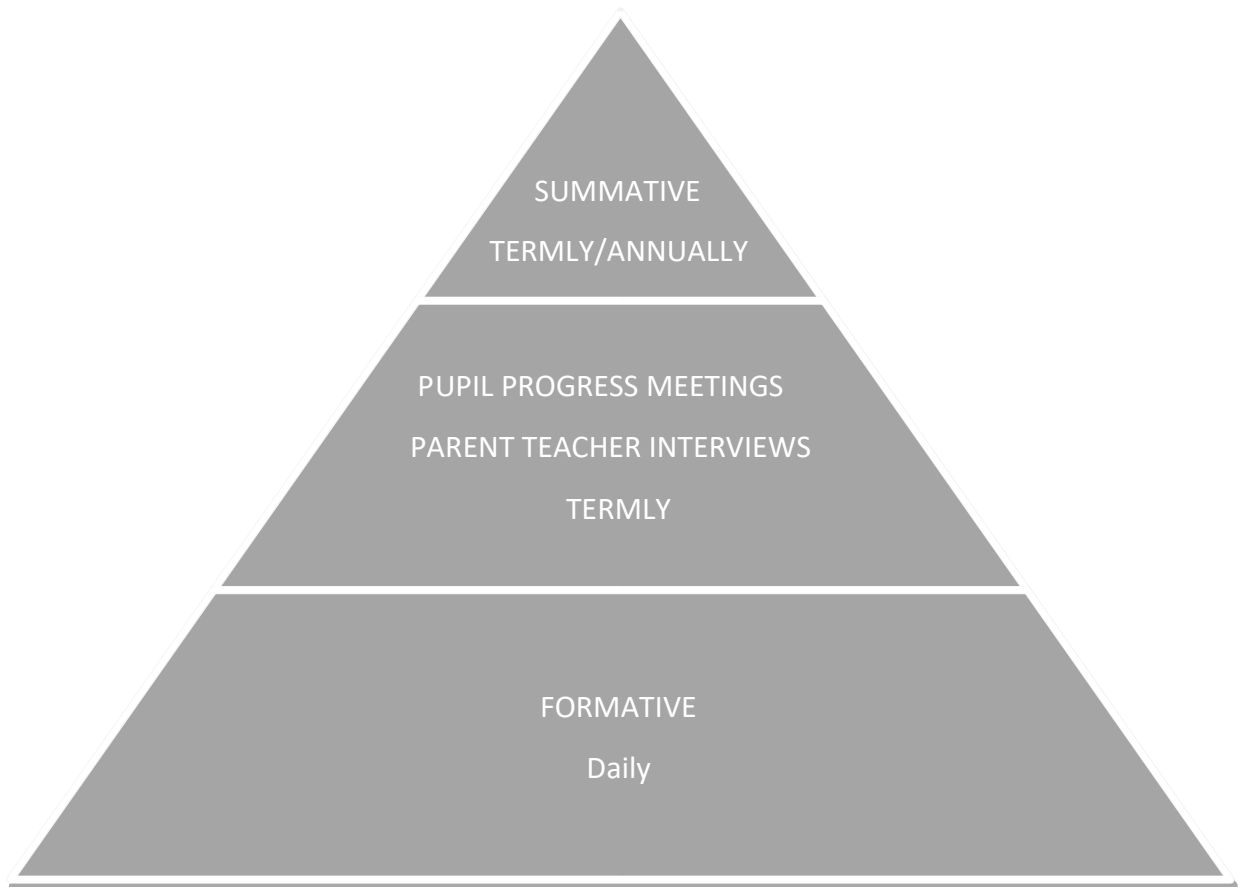 SUMMATIVE
TERMLY/ANNUALLY
PUPIL PROGRESS MEETINGS
PARENT TEACHER INTERVIEWS
TERMLY
FORMATIVE
Daily